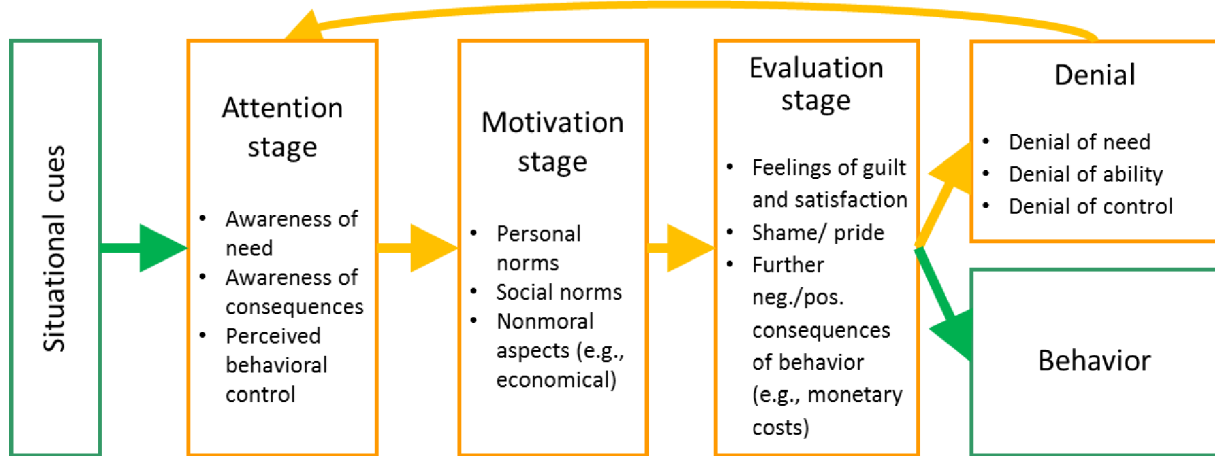 Situational cues
Attention
stage
• Awareness of
need
• Awareness of
consequences
• Perceived
behavioral
control
Motivation
stage
• Personal
norms
• Social norms
• Nonmoral
aspects (e.g.,
economical)
Evaluation
stage
• Feelings of guilt
and satisfaction
• Shame/ pride
• Further
neg./pos.
consequences
of behavior
(e.g., monetary
costs)
Denial
• Denial of need
• Denial of ability
• Denial of control
Behavior